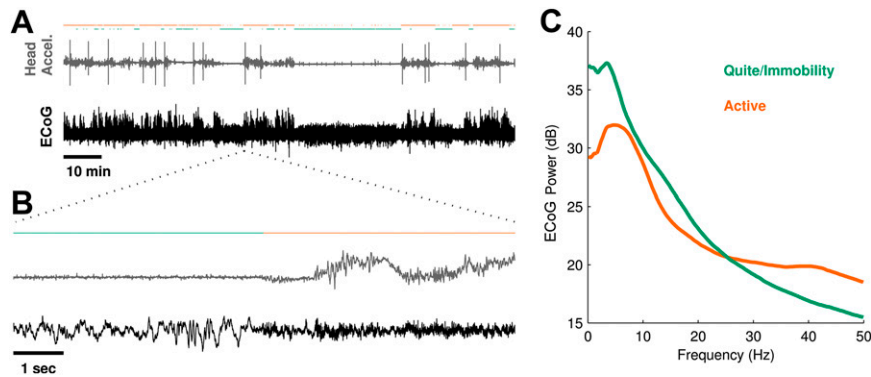 A
Head
Accel.
ECoG
10 min
B
1 sec
C
40
35
30
25
20
15
ECoG Power (dB)
Quite/Immobility
Active
0 10 20 30 40 50
Frequency (Hz)